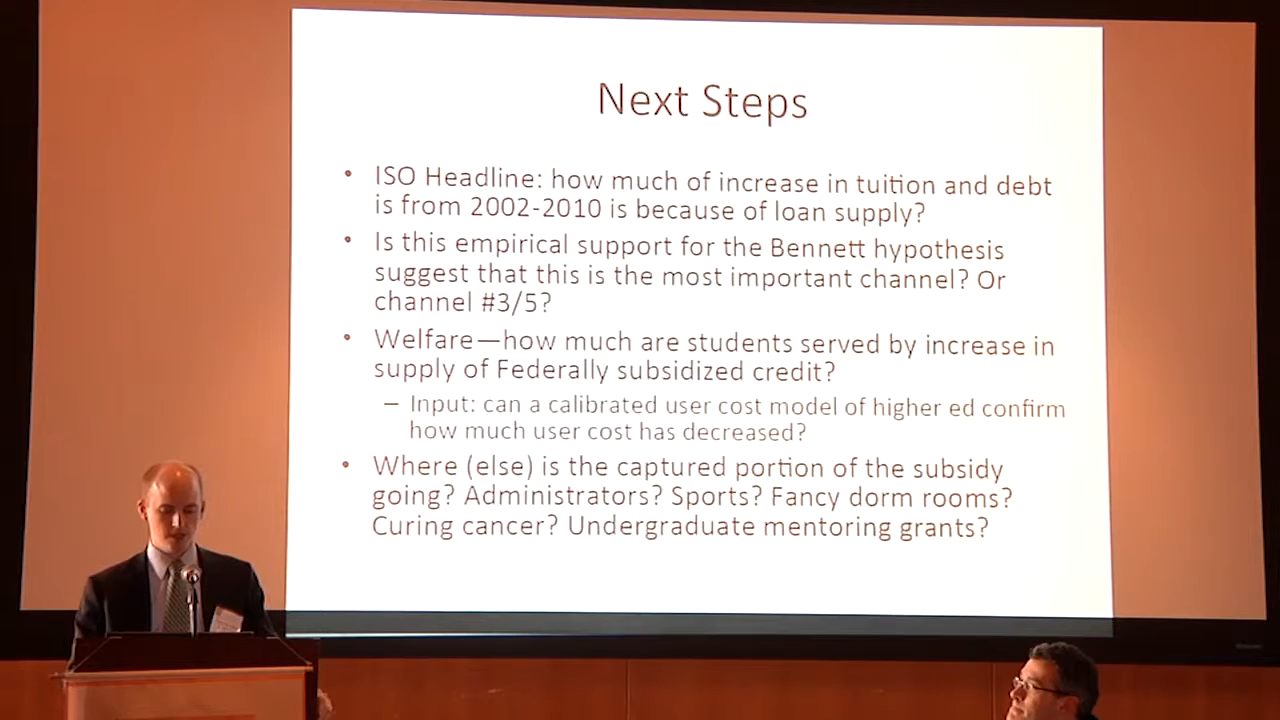 Next Steps
• ISO Headline: how much of increase in tuition and debt
is from 2002-2010 is because of loan supply?
• Is this empirical support for the Bennett hypothesis
suggest that this is the most important channel? Or
channel #3/5?
• Welfare—how much are students served by increase in
supply of Federally subsidized credit?
– Input: can a calibrated user cost model of higher ed confirm
how much user cost has decreased?
• Where (else) is the captured portion of the subsidy
going? Administrators? Sports? Fancy dorm rooms?
Curing cancer? Undergraduate mentoring grants?